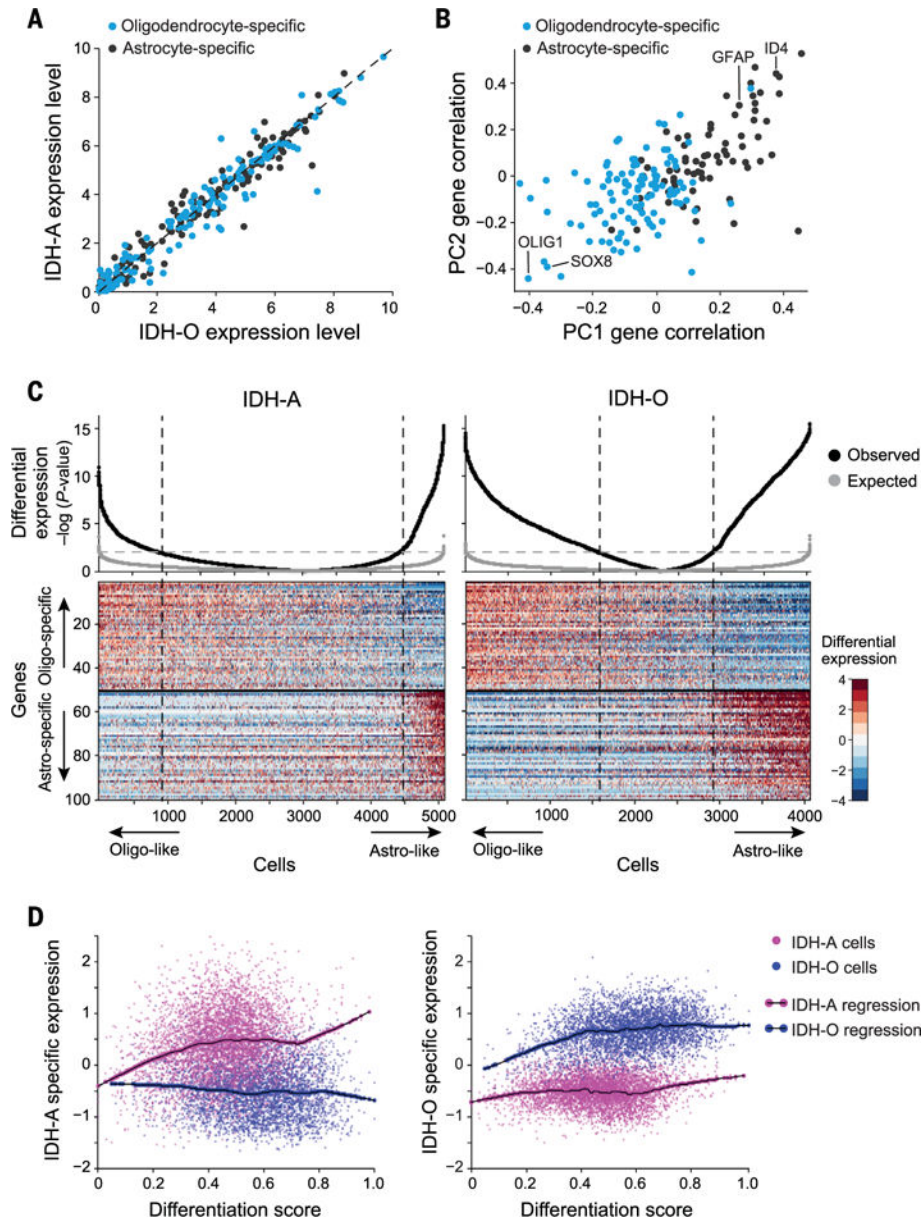 A
Oligodendrocyte-specific
Astrocyte-specific
IDH-A expression level
10
8
6
4
2
0
0 2 4 6 8 10
IDH-O expression level
B
Oligodendrocyte-specific
Astrocyte-specific
GFAP
ID4
OLIG1
SOX8
PC2 gene correlation
0.4
0.2
0
−0.2
−0.4
−0.4 −0.2 0 0.2 0.4
PC1 gene correlation
C
IDH-A
IDH-O
Differential
expression
−log (P-value)
15
10
5
0
Observed
Expected
Genes
Oligo-specific
Astro-specific
20
40
60
80
100
1000 2000 3000 4000 5000
Oligo-like
Astro-like
1000 2000 3000 4000
Oligo-like
Astro-like
Cells
Cells
Differential
expression
4
2
0
−2
−4
D
IDH-A specific expression
2
1
0
−1
−2
0 0.2 0.4 0.6 0.8 1.0
Differentiation score
IDH-O specific expression
2
1
0
−1
−2
0 0.2 0.4 0.6 0.8 1.0
Differentiation score
IDH-A cells
IDH-O cells
IDH-A regression
IDH-O regression